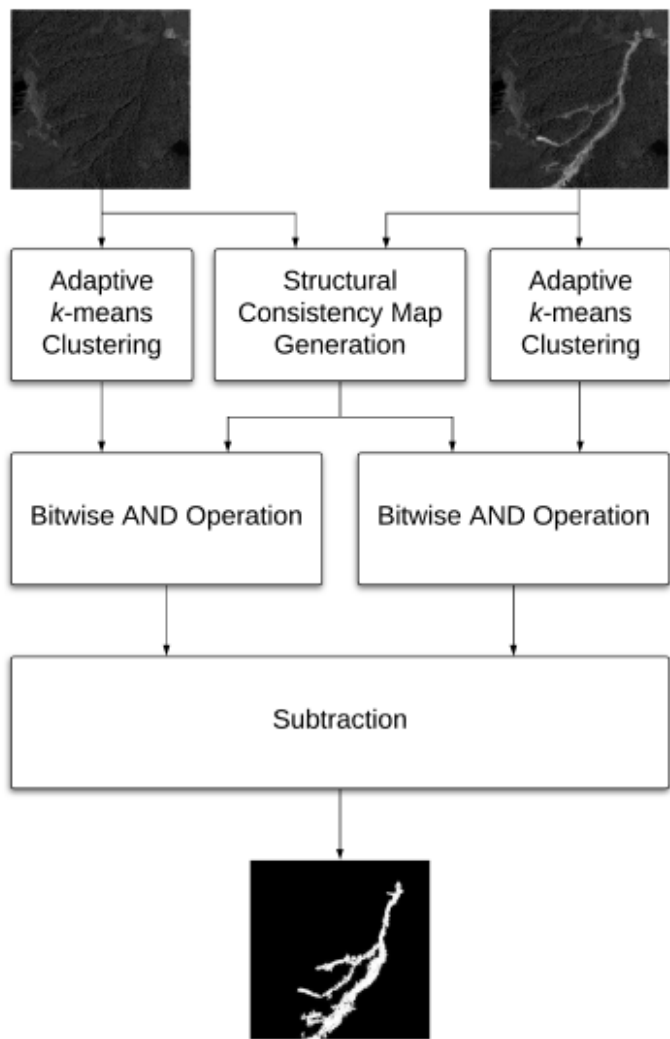 Adaptive
k-means
Clustering
Structural
Consistency Map
Generation
Adaptive
k-means
Clustering
Bitwise AND Operation
Bitwise AND Operation
Subtraction